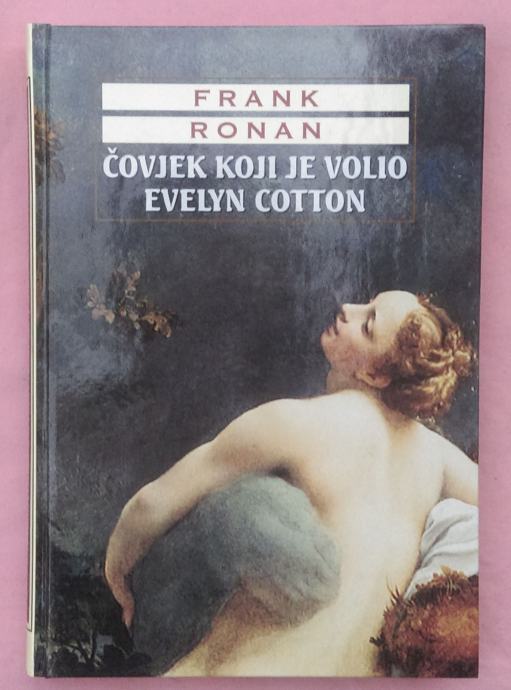 FRANK
RONAN
ČOVJEK KOJI JE VOLIO
EVELYN COTTON